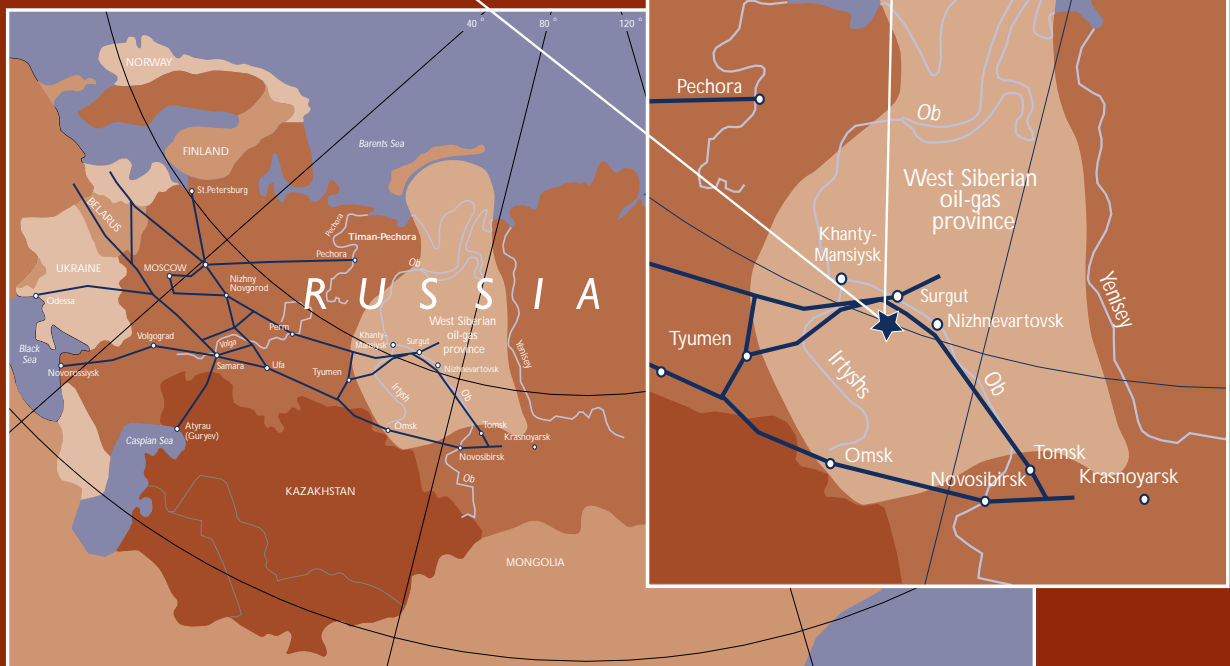 40°
80°
120°
NORWAY
FINLAND
Barents Sea
St.Petersburg
BELARUS
Pechora
Timan-Pechora
Pechora
Ob
UKRAINE
MOSCOW
Nizhny
Novgorod
RUSSIA
Odessa
Perm
West Siberian
oil-gas
province
Khanty-
Mansiysk
Surgut
Volgograd
Volga
Black
Sea
Samara
Ufa
Tyumen
Nizhnevartovsk
Yenisey
Novorossiysk
Irtysh
Ob
Atyrau
(Guryev)
Omsk
Tomsk
Krasnoyarsk
Caspian Sea
Novosibirsk
Ob
KAZAKHSTAN
MONGOLIA
Pechora
Ob
West Siberian
oil-gas
province
Khanty-
Mansiysk
Surgut
Nizhnevartovsk
Yenisey
Tyumen
Irtyshs
Ob
Omsk
Tomsk
Novosibirsk
Krasnoyarsk